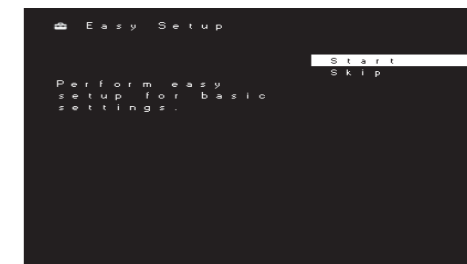 Easy Setup
Start
Skip
Perform easy
setup for basic
settings.